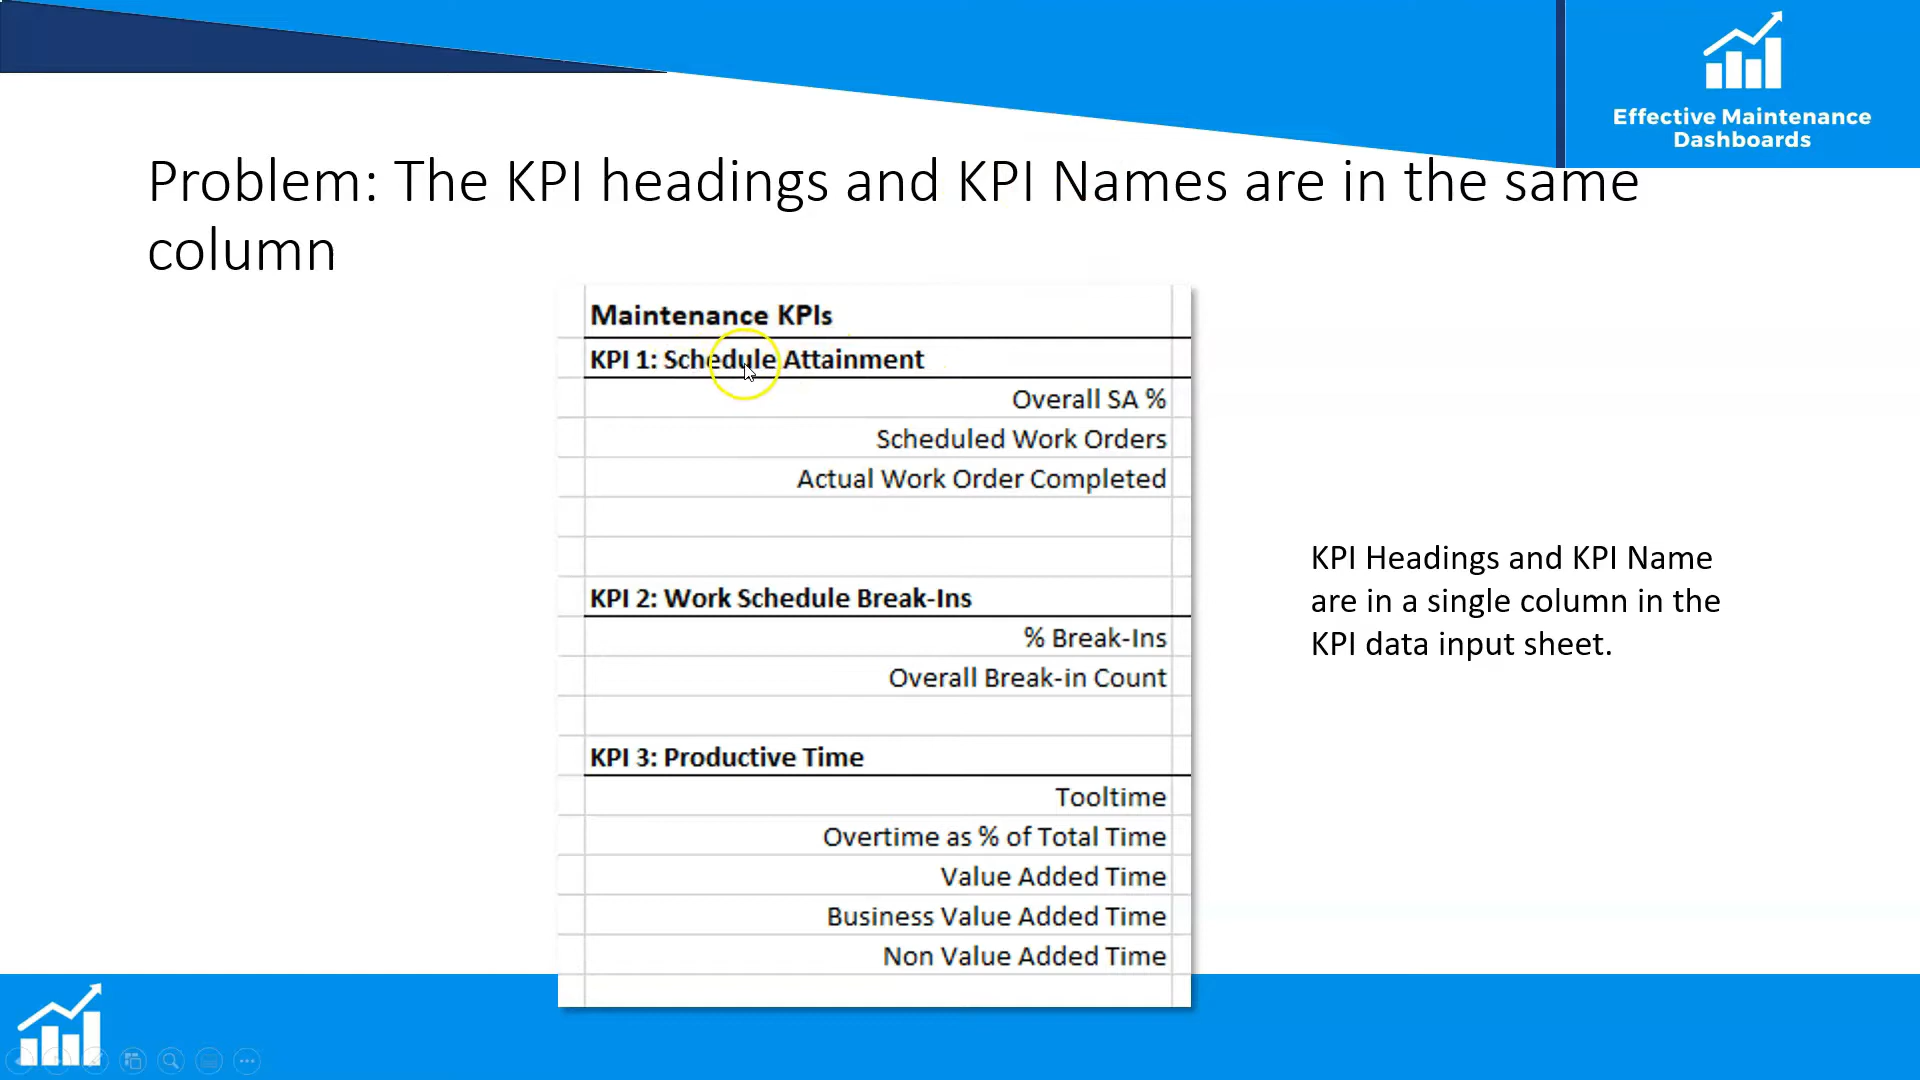 Effective Maintenance
Dashboards
Problem: The KPI headings and KPI Names are in the same
column
Maintenance KPIs
KPI 1: Schedule Attainment
Overall SA %
Scheduled Work Orders
Actual Work Order Completed
KPI 2: Work Schedule Break-Ins
% Break-Ins
Overall Break-in Count
KPI 3: Productive Time
Tooltime
Overtime as % of Total Time
Value Added Time
Business Value Added Time
Non Value Added Time
KPI Headings and KPI Name
are in a single column in the
KPI data input sheet.